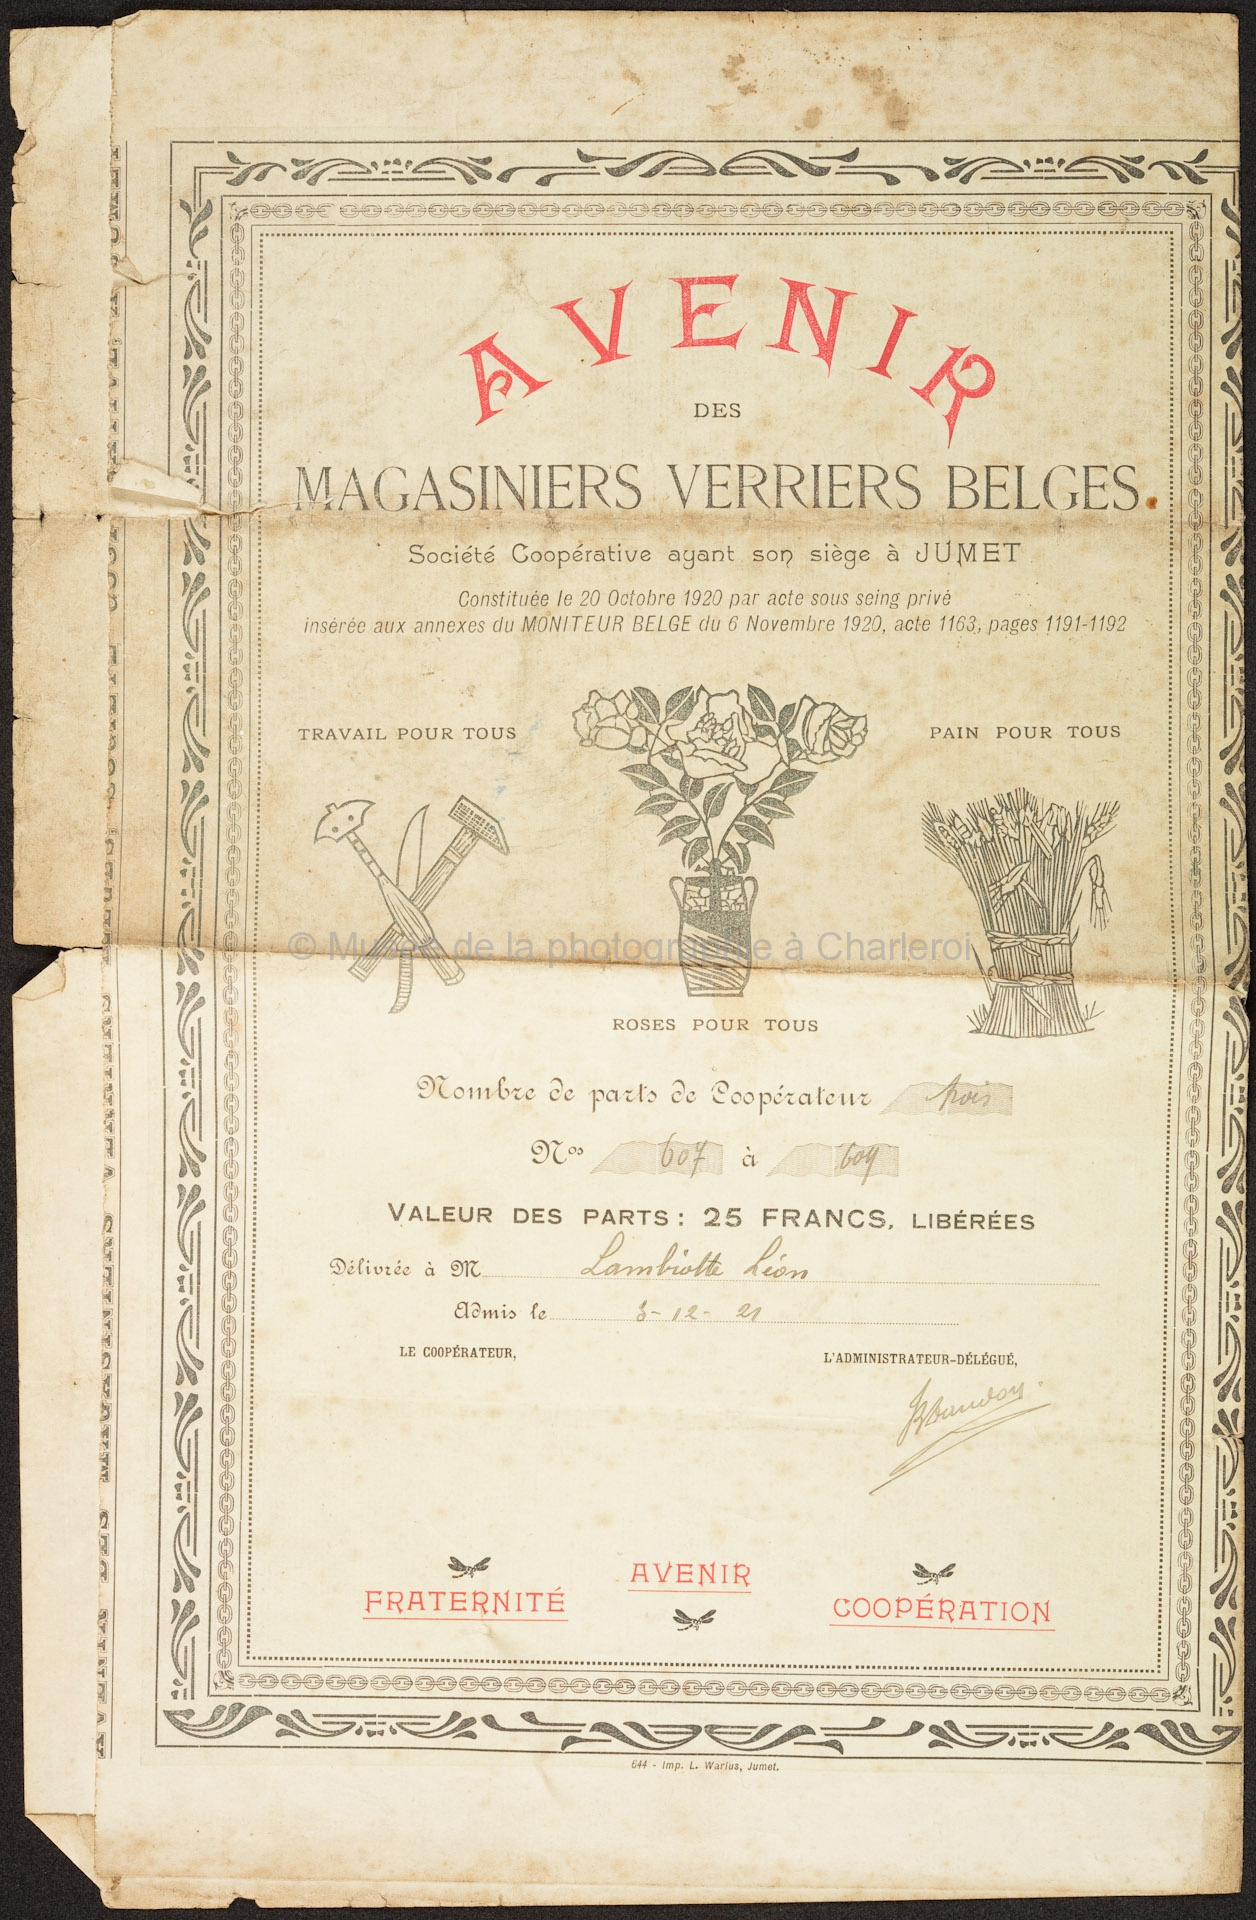 AVENIR
DES
MAGASINIERS VERRIERS BELGES
Société Coopérative ayant son siège à JUMET
Constituée le 20 Octobre 1920 par acte sous seing privé
insérée aux annexes du MONITEUR BELGE du 6 Novembre 1920, acte 1163, pages 1191-1192
TRAVAIL POUR TOUS
PAIN POUR TOUS
© Musée de la photographie à Charleroi
ROSES POUR TOUS
Nombre de parts de Coopérateur trois
Nos 607 à 609
VALEUR DES PARTS : 25 FRANCS, LIBÉRÉES
Délivrée à M Lambiotte Léon
Admis le 3-12-21
LE COOPÉRATEUR,
L'ADMINISTRATEUR-DÉLÉGUÉ,
AVENIR
FRATERNITÉ
COOPÉRATION
644 - Imp. L. Warlus, Jumet.